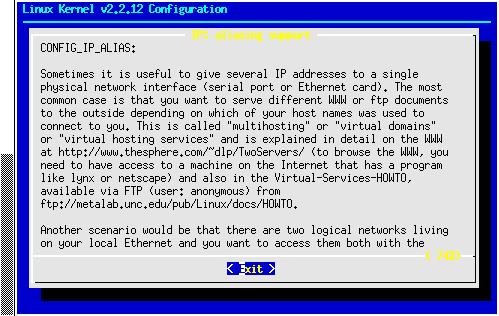 Linux Kernel v2.2.12 Configuration
IP: aliasing support
CONFIG_IP_ALIAS:
Sometimes it is useful to give several IP addresses to a single
physical network interface (serial port or Ethernet card). The most
common case is that you want to serve different WWW or ftp documents
to the outside depending on which of your host names was used to
connect to you. This is called "multihosting" or "virtual domains"
or "virtual hosting services" and is explained in detail on the WWW
at http://www.thesphere.com/~dlp/TwoServers/ (to browse the WWW, you
need to have access to a machine on the Internet that has a program
like lynx or netscape) and also in the Virtual-Services-HOWTO,
available via FTP (user: anonymous) from
ftp://metalab.unc.edu/pub/Linux/docs/HOWTO.
Another scenario would be that there are two logical networks living
on your local Ethernet and you want to access them both with the
< Exit >